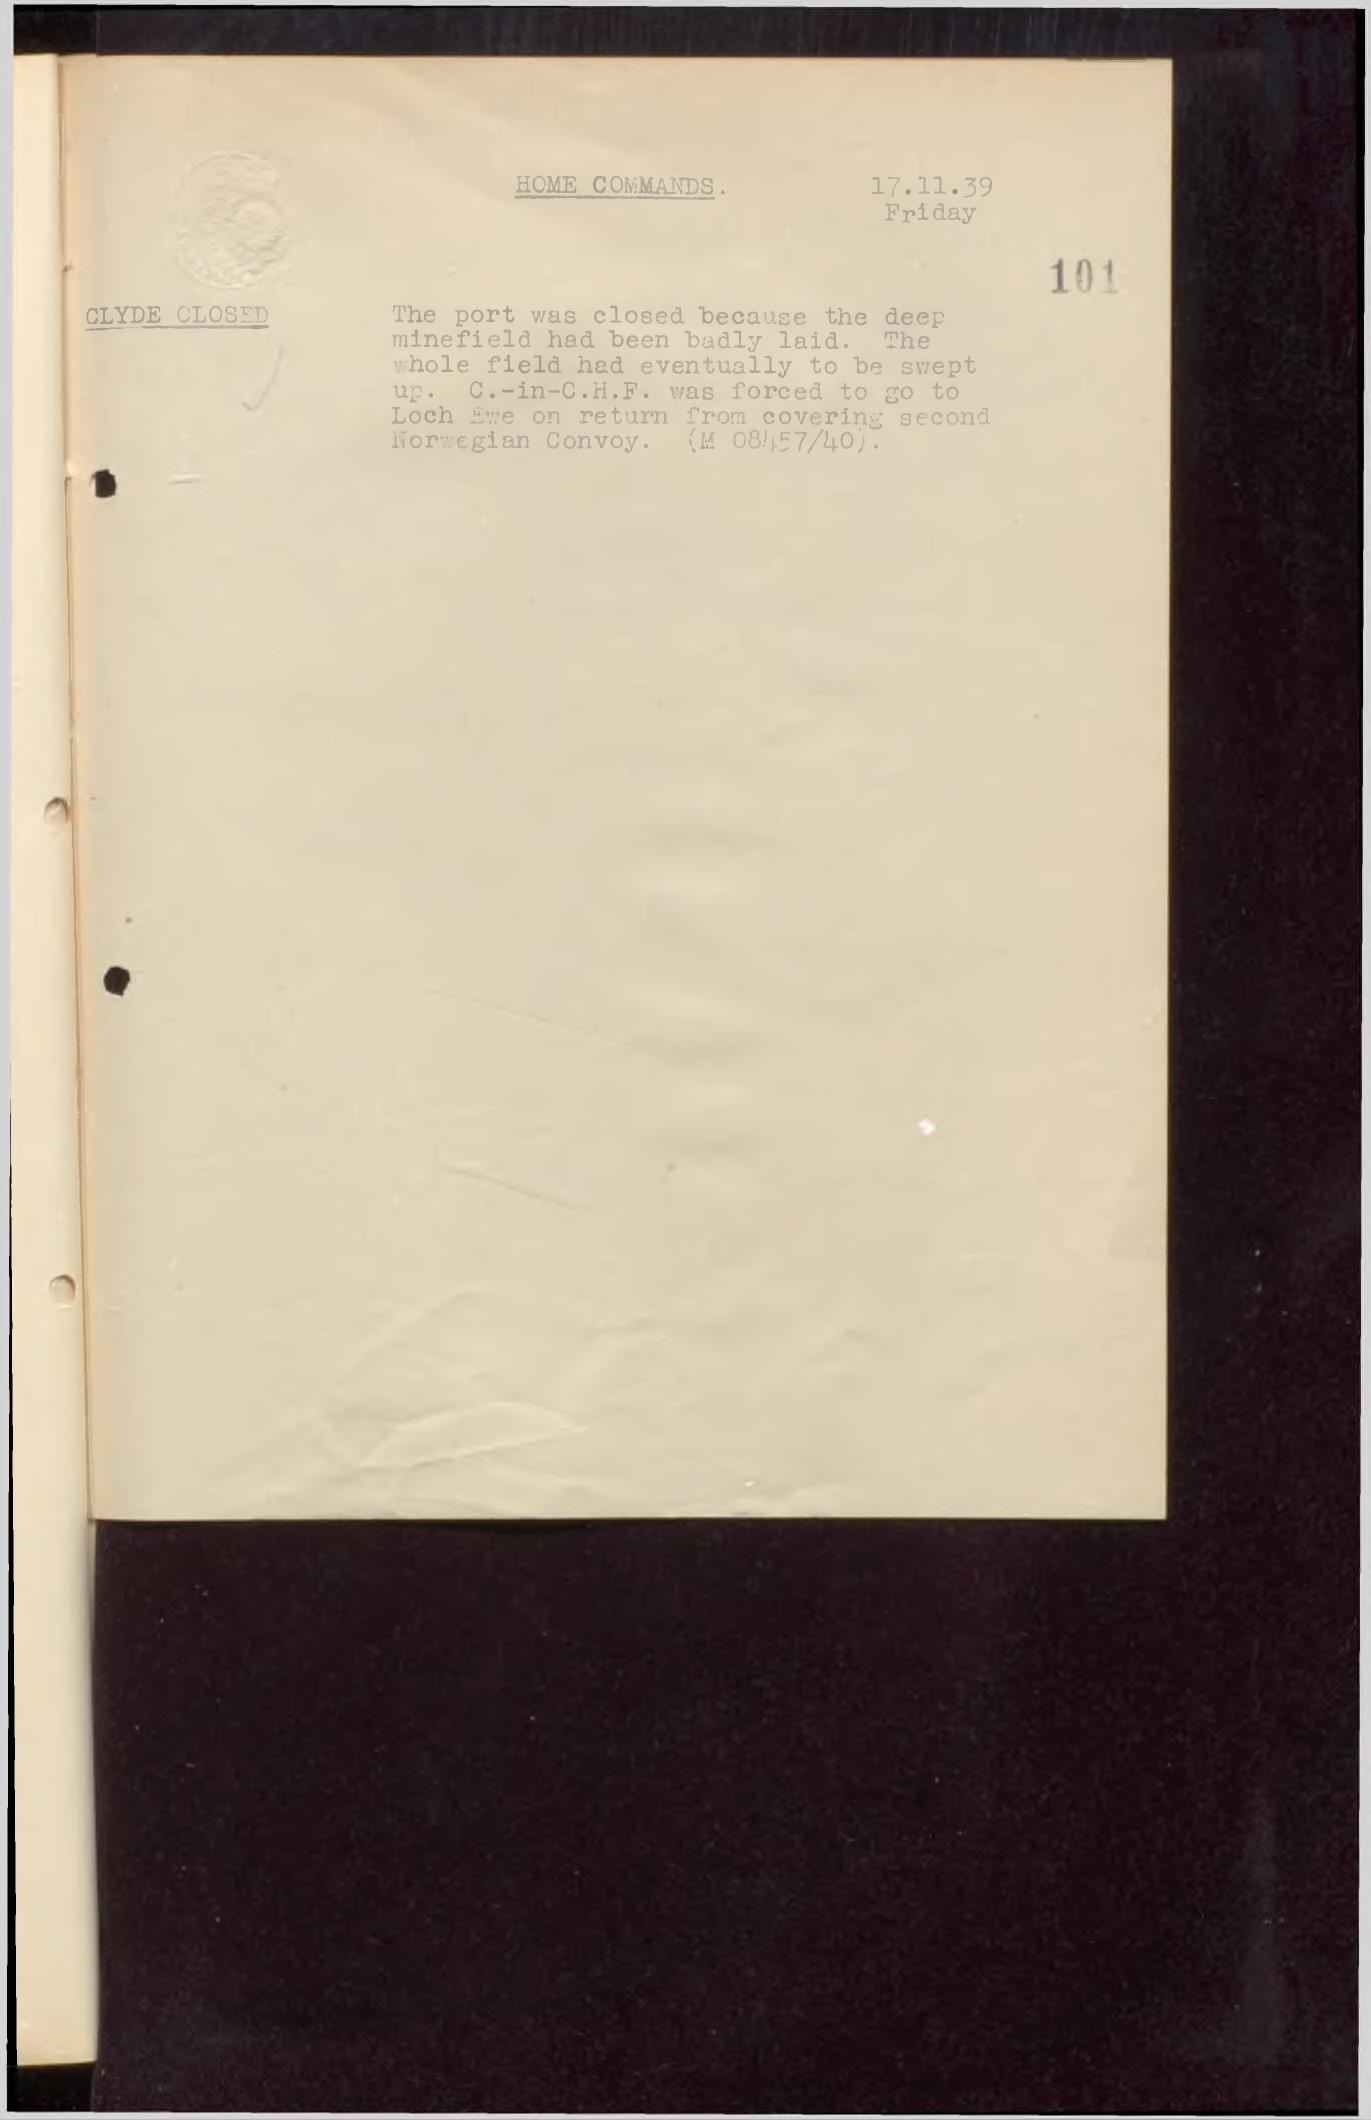 HOME COMMANDS.
17.11.39
Friday
101
CLYDE CLOSED
The port was closed because the deep
minefield had been badly laid. The
whole field had eventually to be swept
up. C.-in-C.H.F. was forced to go to
Loch Ewe on return from covering second
Norwegian Convoy. (M 08457/40).